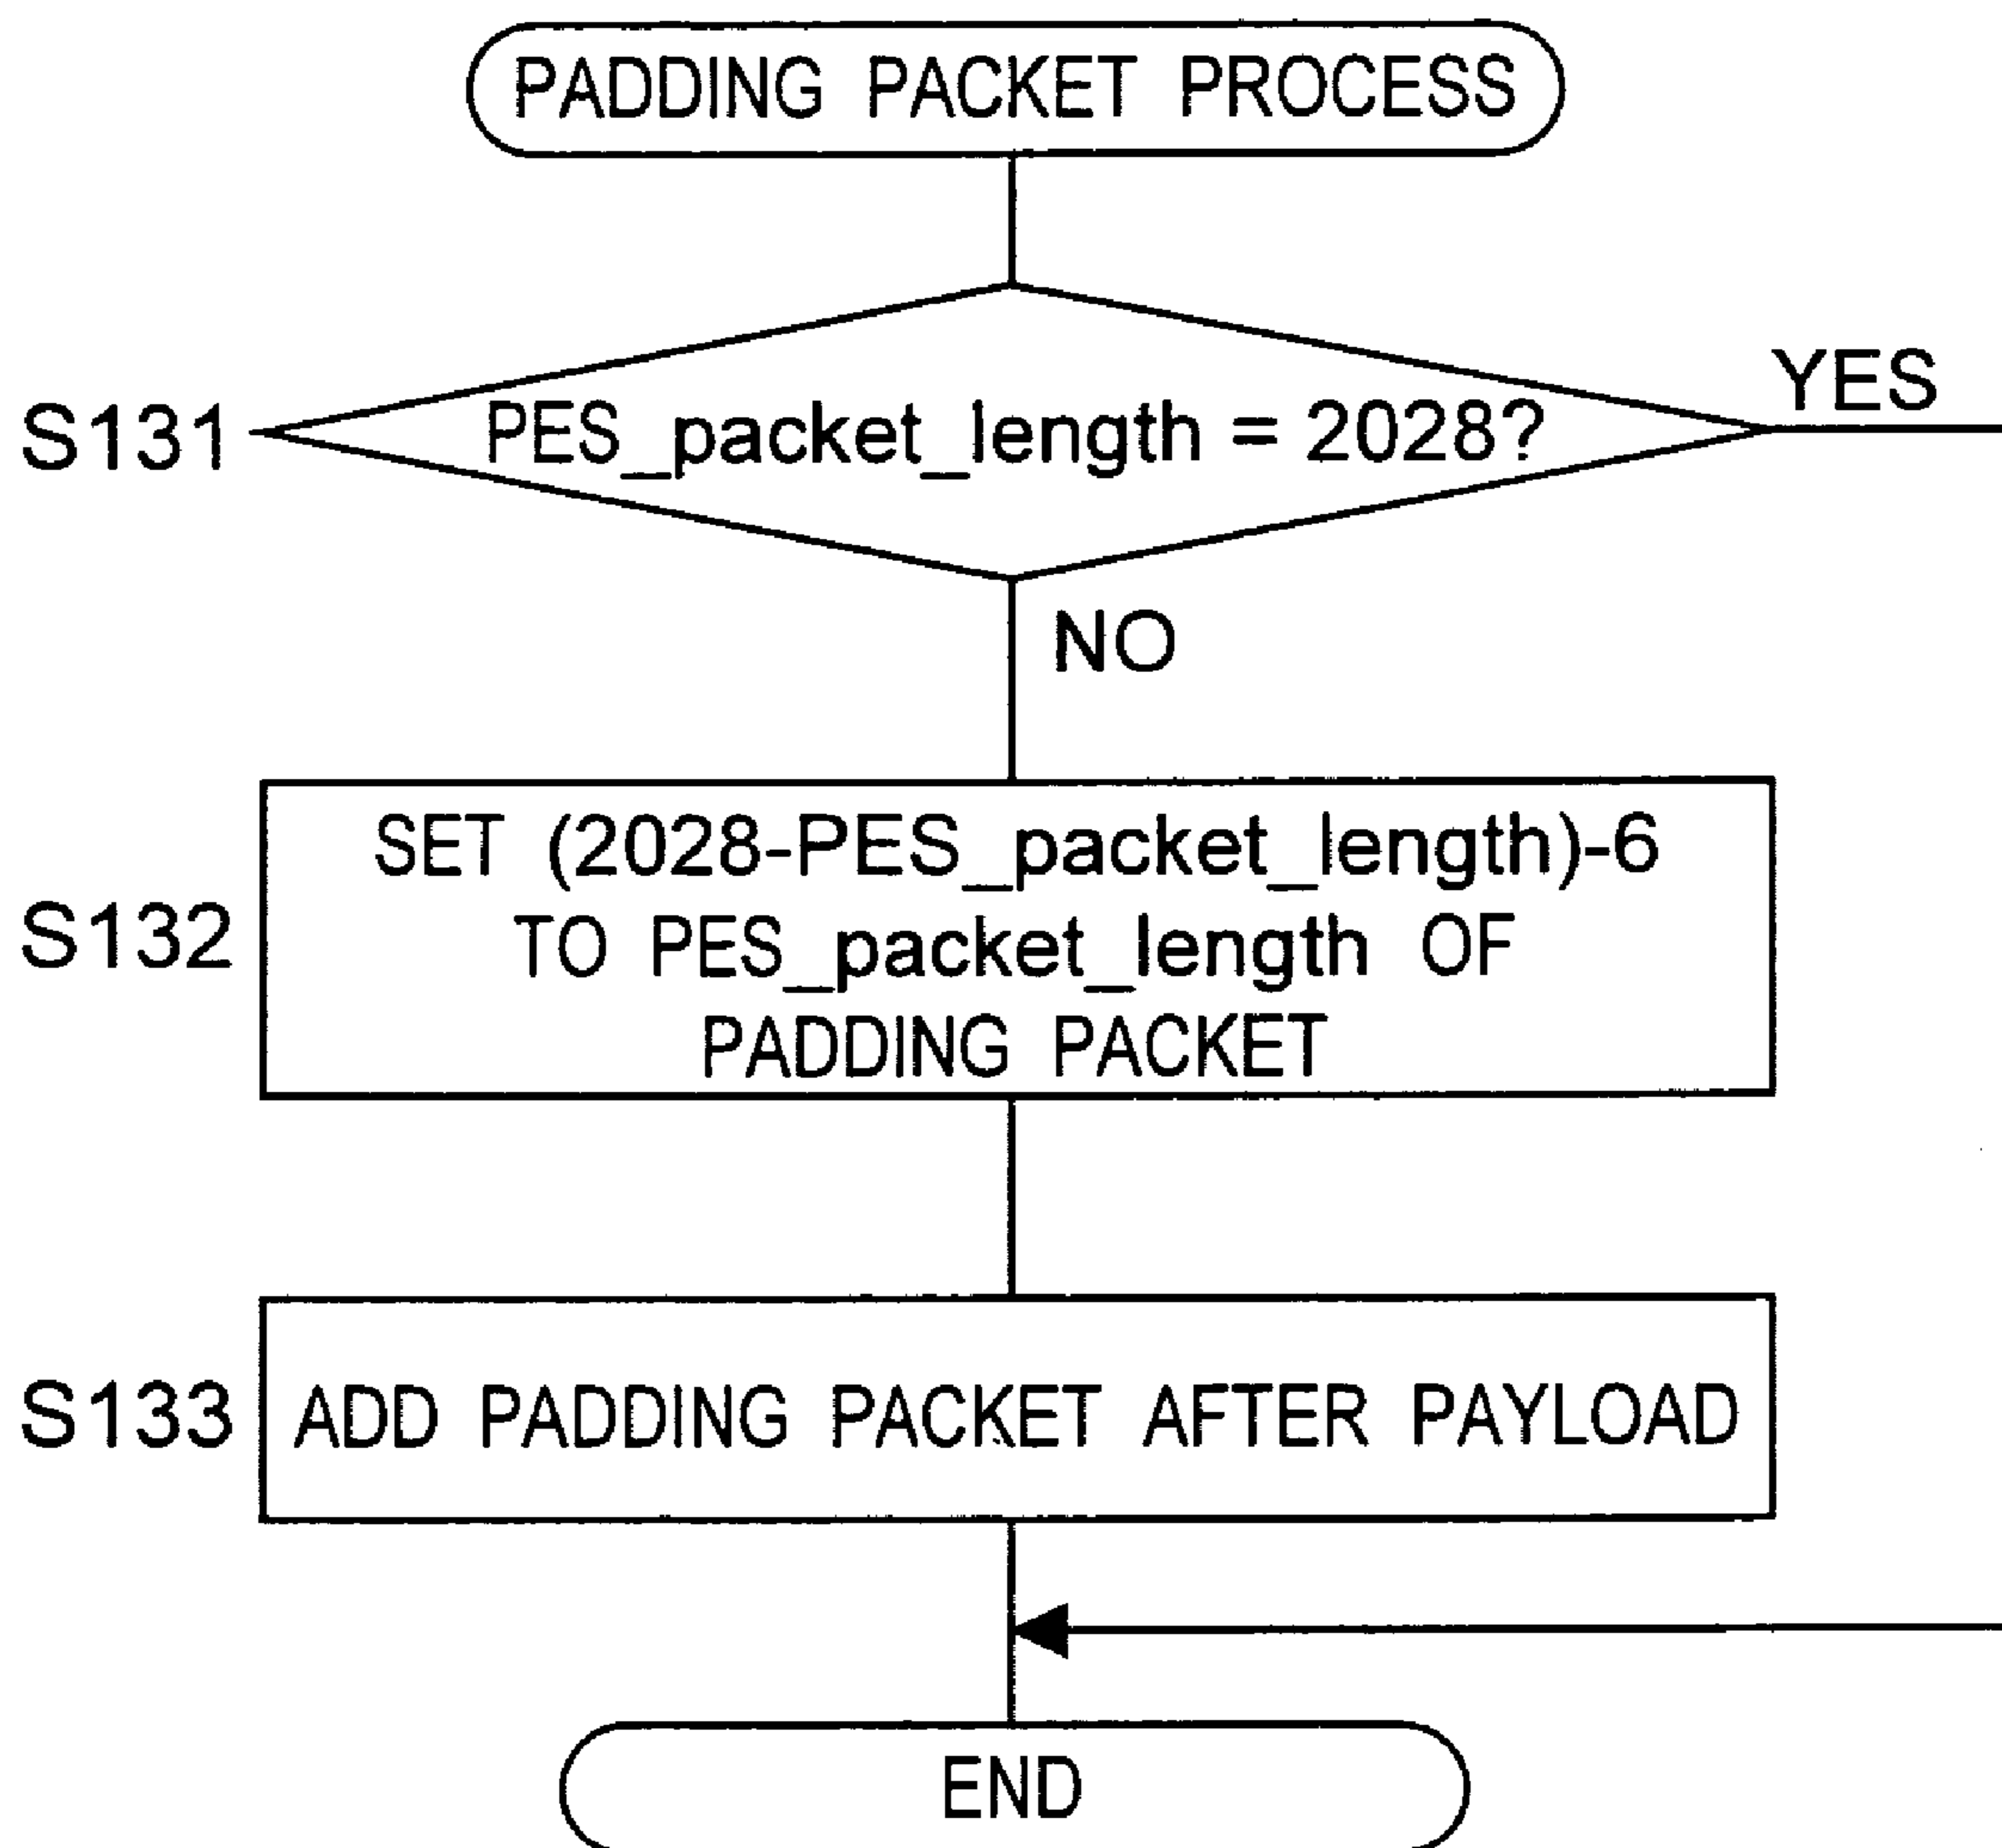 PADDING PACKET PROCESS
YES
S131 PES_packet_length = 2028?
NO
SET (2028-PES_packet_length)-6
S132 TO PES_packet_length OF
PADDING PACKET
S133 ADD PADDING PACKET AFTER PAYLOAD
END